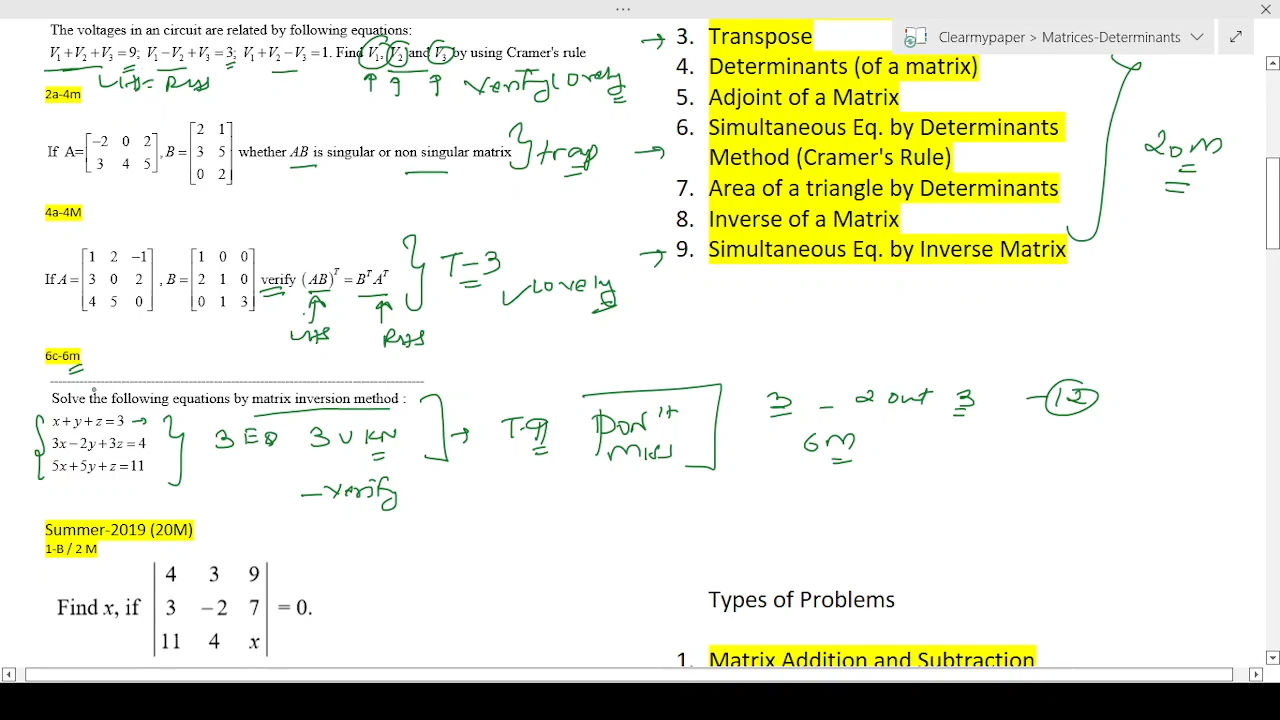 The voltages in an circuit are related by following equations:
V₁ + V₂ + V₃ = 9; V₁ − V₂ + V₃ = 3; V₁ + V₂ − V₃ = 1. Find V₁, V₂ and V₃ by using Cramer's rule
LHS = RHS
verify lovely
2a-4m
If A = [−2 0 2; 3 4 5], B = [2 1; 3 5; 0 2] whether AB is singular or non singular matrix
trap
4a-4M
If A = [1 2 −1; 3 0 2; 4 5 0], B = [1 0 0; 2 1 0; 0 1 3] verify (AB)ᵀ = BᵀAᵀ
T-3
Lovely
LHS
RHS
6c-6m
Solve the following equations by matrix inversion method :
x + y + z = 3
3x − 2y + 3z = 4
5x + 5y + z = 11
3 EQ 3 UKN
T-9
Don't
Miss
3 – 2 out 3 – 12
6M
– verify
Summer-2019 (20M)
1-B / 2 M
Find x, if |4 3 9; 3 −2 7; 11 4 x| = 0.
Clearmypaper > Matrices-Determinants
3. Transpose
4. Determinants (of a matrix)
5. Adjoint of a Matrix
6. Simultaneous Eq. by Determinants
Method (Cramer's Rule)
7. Area of a triangle by Determinants
8. Inverse of a Matrix
9. Simultaneous Eq. by Inverse Matrix
20M
Types of Problems
1. Matrix Addition and Subtraction